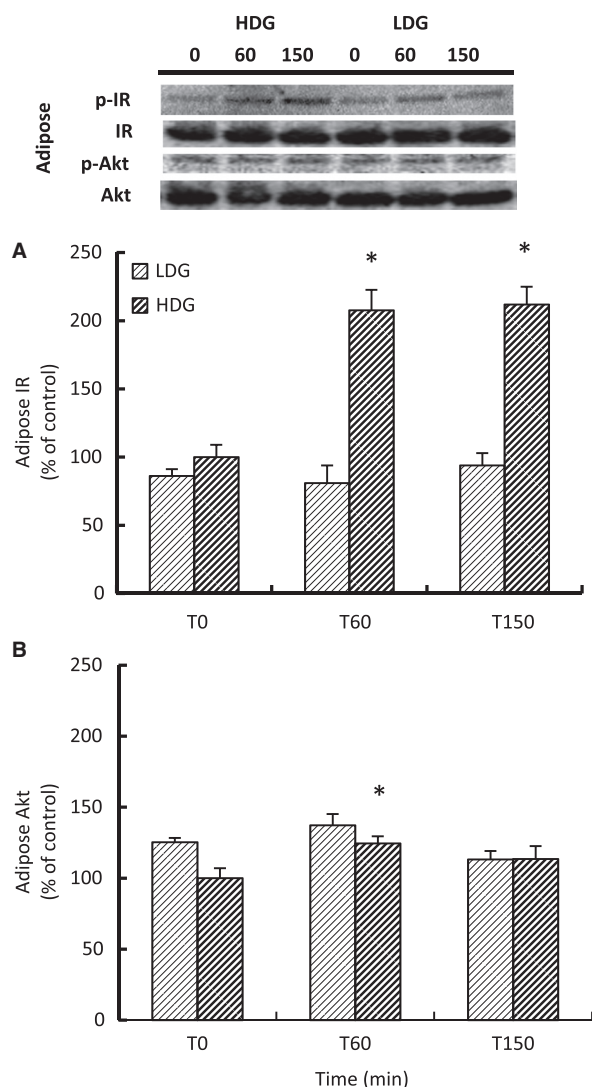 HDG LDG
0 60 150 0 60 150
Adipose
p-IR
IR
p-Akt
Akt
A
250
200
150
100
50
0
Adipose IR
(% of control)
LDG
HDG
*
*
T0 T60 T150
B
250
200
150
100
50
0
Adipose Akt
(% of control)
*
T0 T60 T150
Time (min)